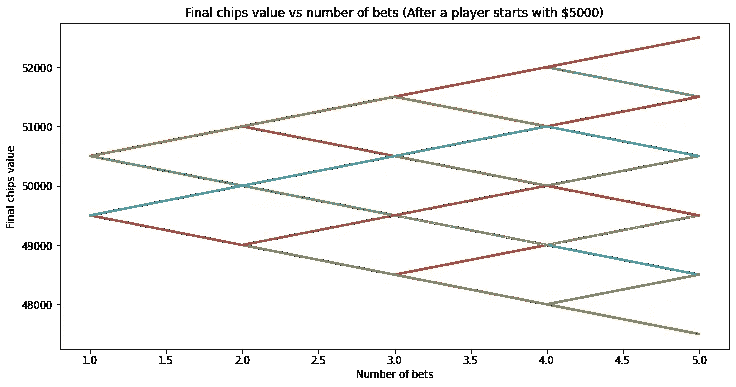 Final chips value vs number of bets (After a player starts with $5000)
52000
51000
50000
49000
48000
Final chips value
1.0 1.5 2.0 2.5 3.0 3.5 4.0 4.5 5.0
Number of bets